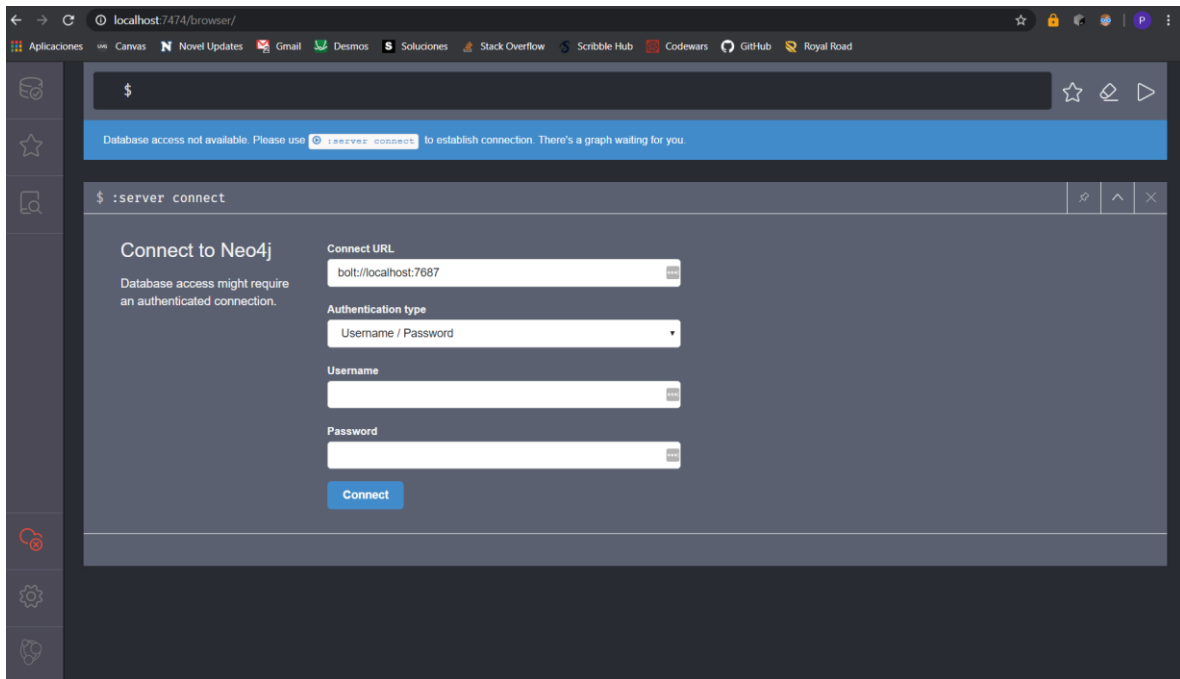 localhost:7474/browser/
P
Aplicaciones Canvas N Novel Updates Gmail Desmos S Soluciones Stack Overflow S Scribble Hub Codewars GitHub Royal Road
$
Database access not available. Please use :server connect to establish connection. There's a graph waiting for you.
$ :server connect
Connect to Neo4j
Database access might require
an authenticated connection.
Connect URL
bolt://localhost:7687
Authentication type
Username / Password
Username
Password
Connect